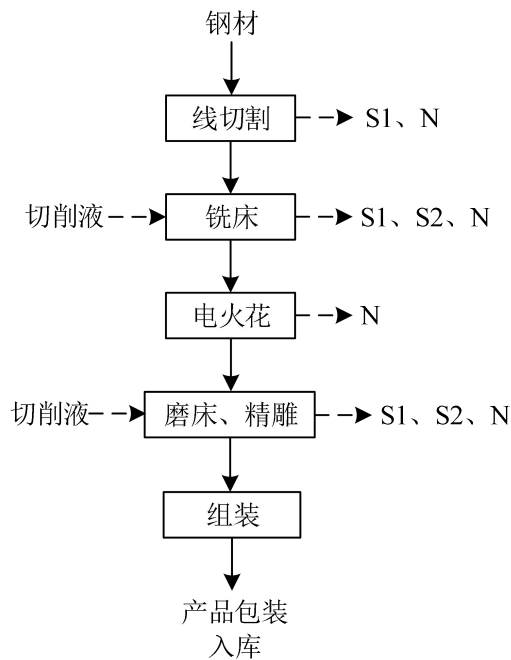 钢材
线切割
S1、N
切削液
铣床
S1、S2、N
电火花
N
切削液
磨床、精雕
S1、S2、N
组装
产品包装
入库